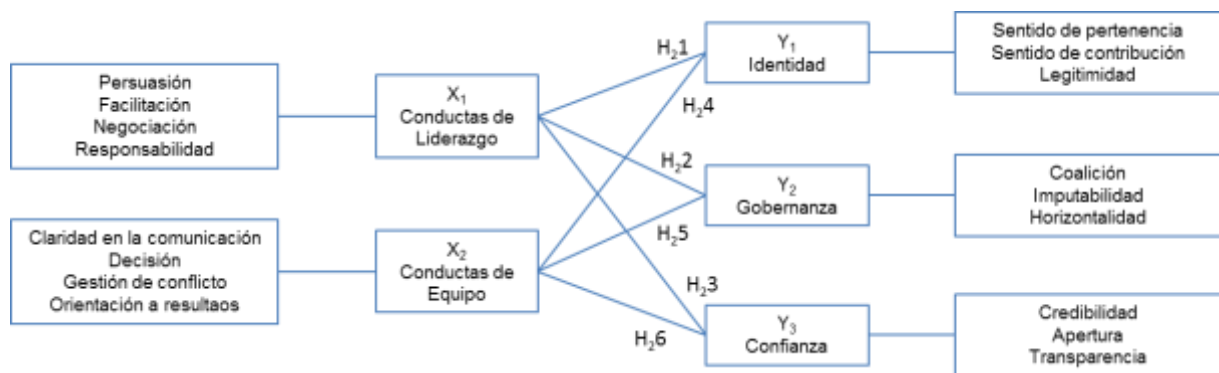 Persuasión
Facilitación
Negociación
Responsabilidad
Claridad en la comunicación
Decisión
Gestión de conflicto
Orientación a resultaos
X₁
Conductas de
Liderazgo
X₂
Conductas de
Equipo
H₂1
H₂4
H₂2
H₂5
H₂3
H₂6
Y₁
Identidad
Y₂
Gobernanza
Y₃
Confianza
Sentido de pertenencia
Sentido de contribución
Legitimidad
Coalición
Imputabilidad
Horizontalidad
Credibilidad
Apertura
Transparencia